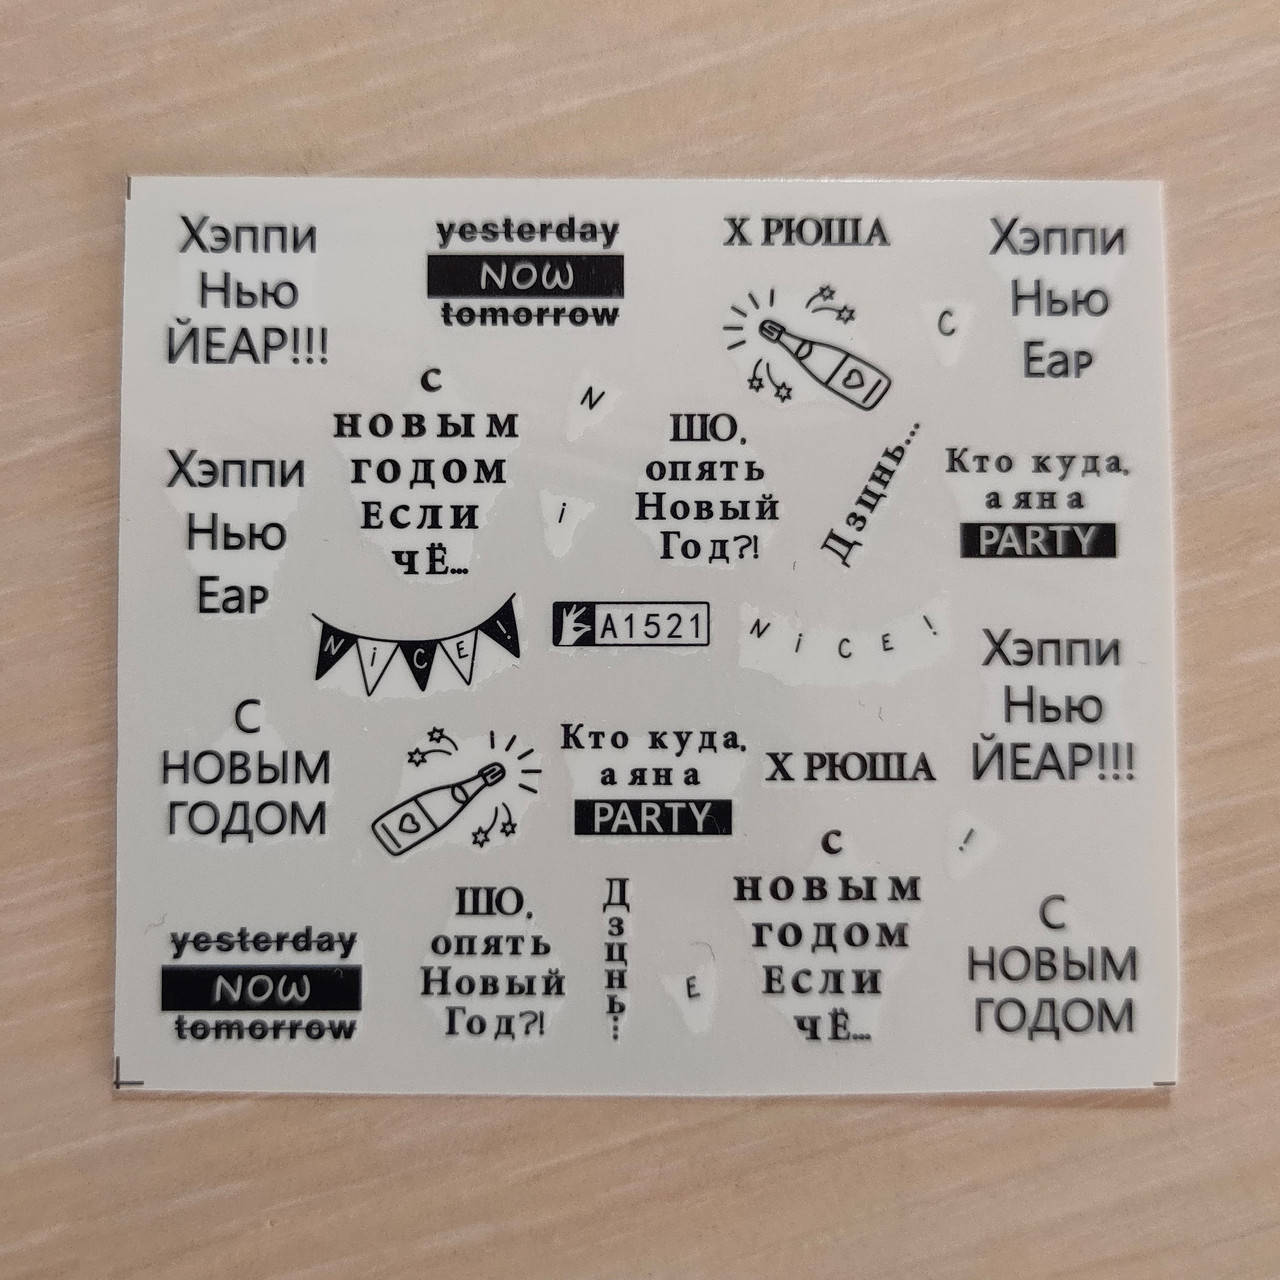 Хэппи
Нью
ЙЕАР!!!
yesterday
NOW
tomorrow
Х РЮША
Хэппи
Нью
Еар
С
с
новым
годом
Если
чЁ...
N
i
ШО,
опять
Новый
Год?!
Дзцнь...
Кто куда,
а я на
PARTY
Хэппи
Нью
Еар
NiCE!
A1521
NiCE!
Хэппи
Нью
ЙЕАР!!!
С
НОВЫМ
ГОДОМ
Кто куда,
а я на
PARTY
Х РЮША
!
yesterday
NOW
tomorrow
ШО,
опять
Новый
Год?!
Дзцнь...
E
с
новым
годом
Если
чЁ...
С
НОВЫМ
ГОДОМ